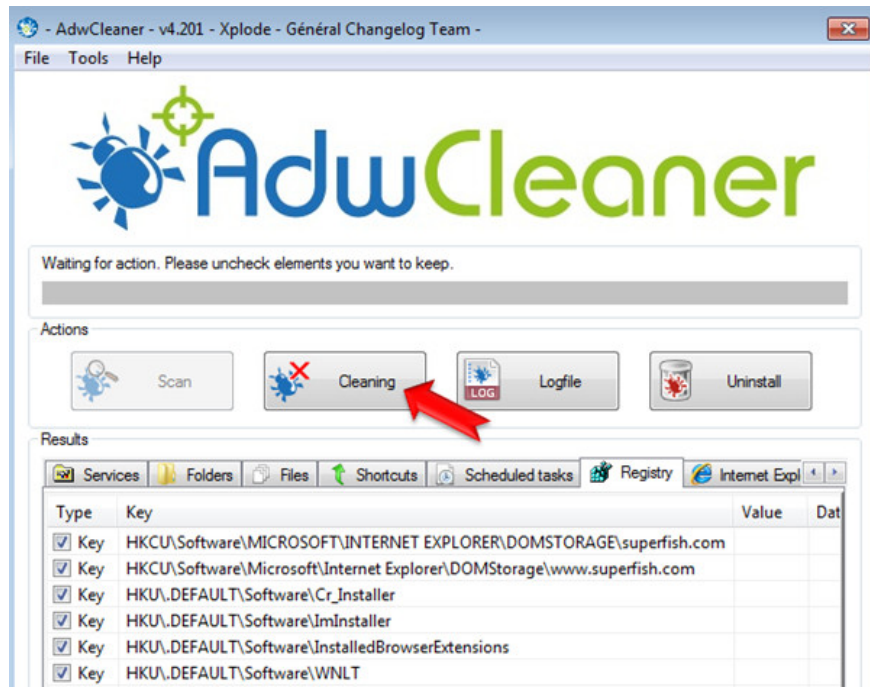 - AdwCleaner - v4.201 - Xplode - Général Changelog Team -
File Tools Help
AdwCleaner
Waiting for action. Please uncheck elements you want to keep.
Actions
Scan Cleaning LOG Logfile Uninstall
Results
Services Folders Files Shortcuts Scheduled tasks Registry Internet Expl
Type Key Value Dat
Key HKCU\Software\MICROSOFT\INTERNET EXPLORER\DOMSTORAGE\superfish.com
Key HKCU\Software\Microsoft\Internet Explorer\DOMStorage\www.superfish.com
Key HKU\.DEFAULT\Software\Cr_Installer
Key HKU\.DEFAULT\Software\ImInstaller
Key HKU\.DEFAULT\Software\InstalledBrowserExtensions
Key HKU\.DEFAULT\Software\WNLT